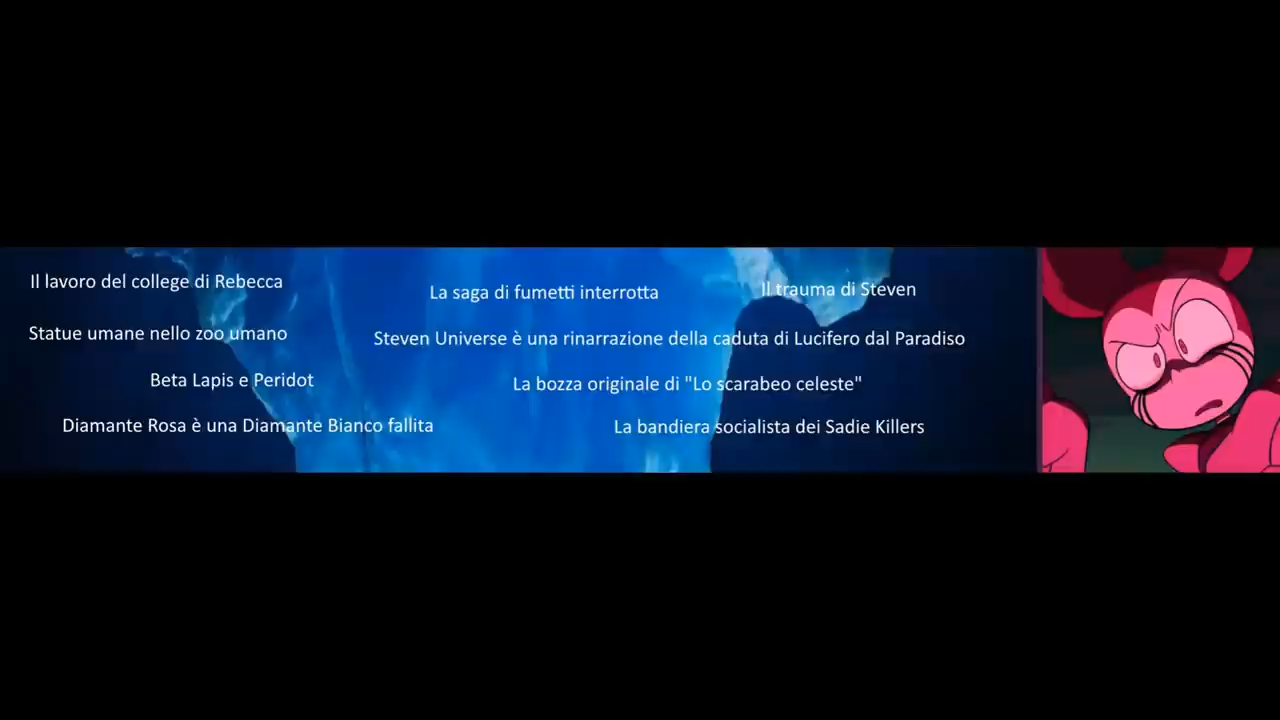 Il lavoro del college di Rebecca
La saga di fumetti interrotta
Il trauma di Steven
Statue umane nello zoo umano
Steven Universe è una rinarrazione della caduta di Lucifero dal Paradiso
Beta Lapis e Peridot
La bozza originale di "Lo scarabeo celeste"
Diamante Rosa è una Diamante Bianco fallita
La bandiera socialista dei Sadie Killers